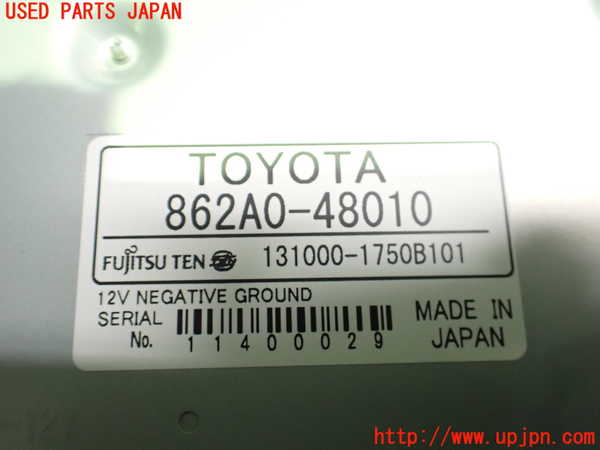 USED PARTS JAPAN
TOYOTA
862A0-48010
FUJITSU TEN 131000-1750B101
12V NEGATIVE GROUND
SERIAL
No. 11400029
MADE IN
JAPAN
http://www.upjpn.com